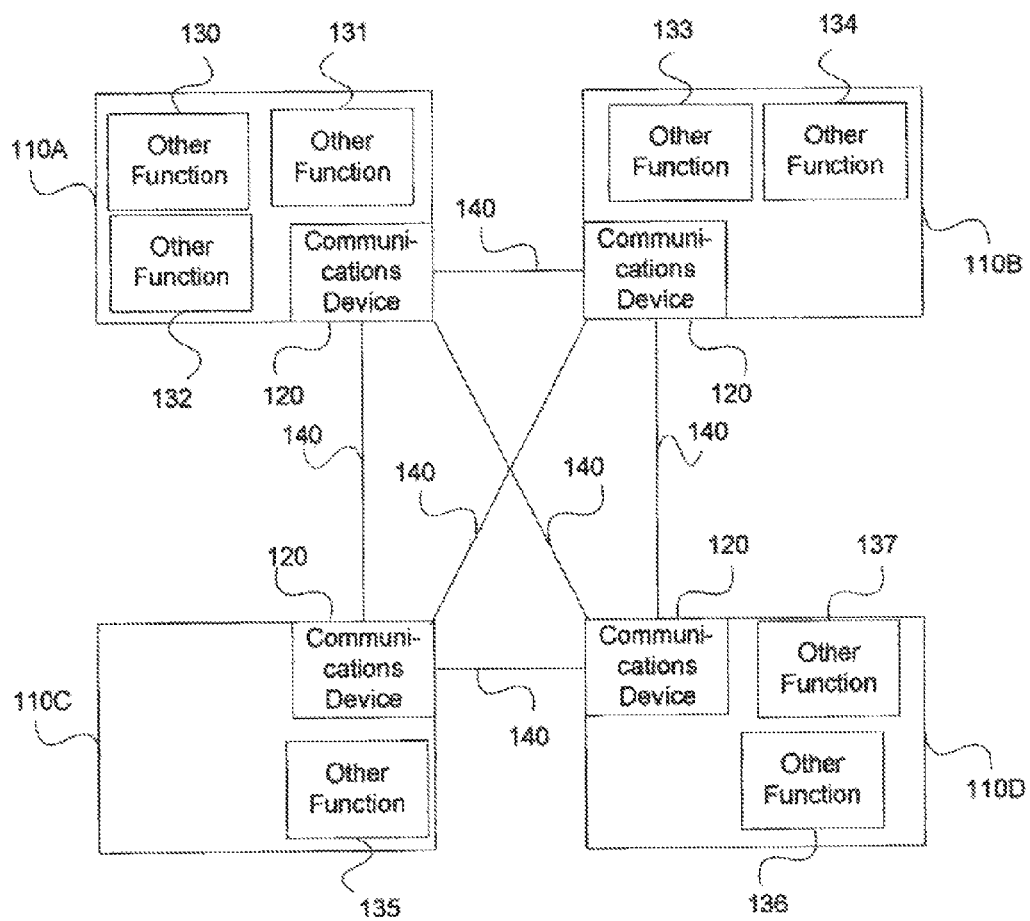 130
131
133
134
Other
Function
Other
Function
Other
Function
Other
Function
110A
Other
Function
140
Communi-
cations
Device
Communi-
cations
Device
110B
132
120
120
140
140
140
140
120
120
137
Communi-
cations
Device
Communi-
cations
Device
Other
Function
110C
140
Other
Function
Other
Function
110D
135
136